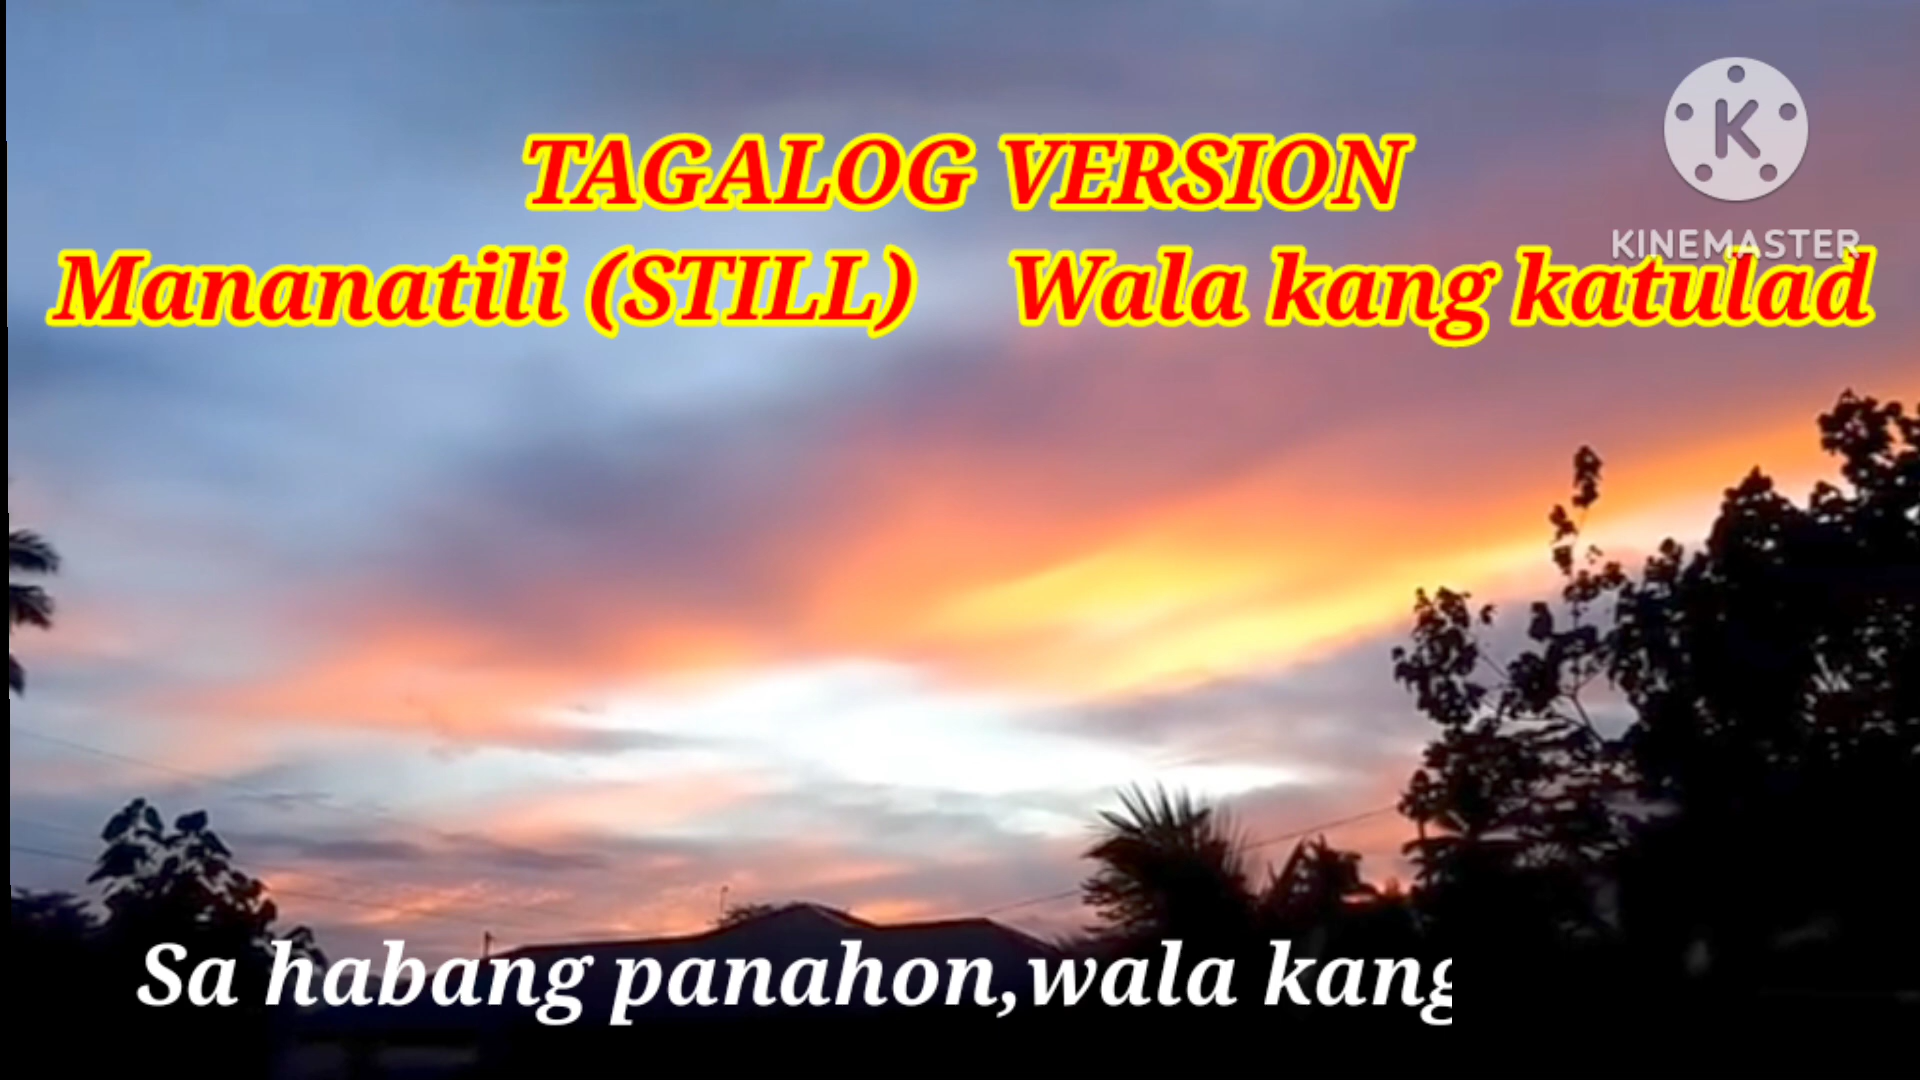 TAGALOG VERSION
Mananatili (STILL) Wala kang katulad
K
KINEMASTER
Sa habang panahon,wala kang